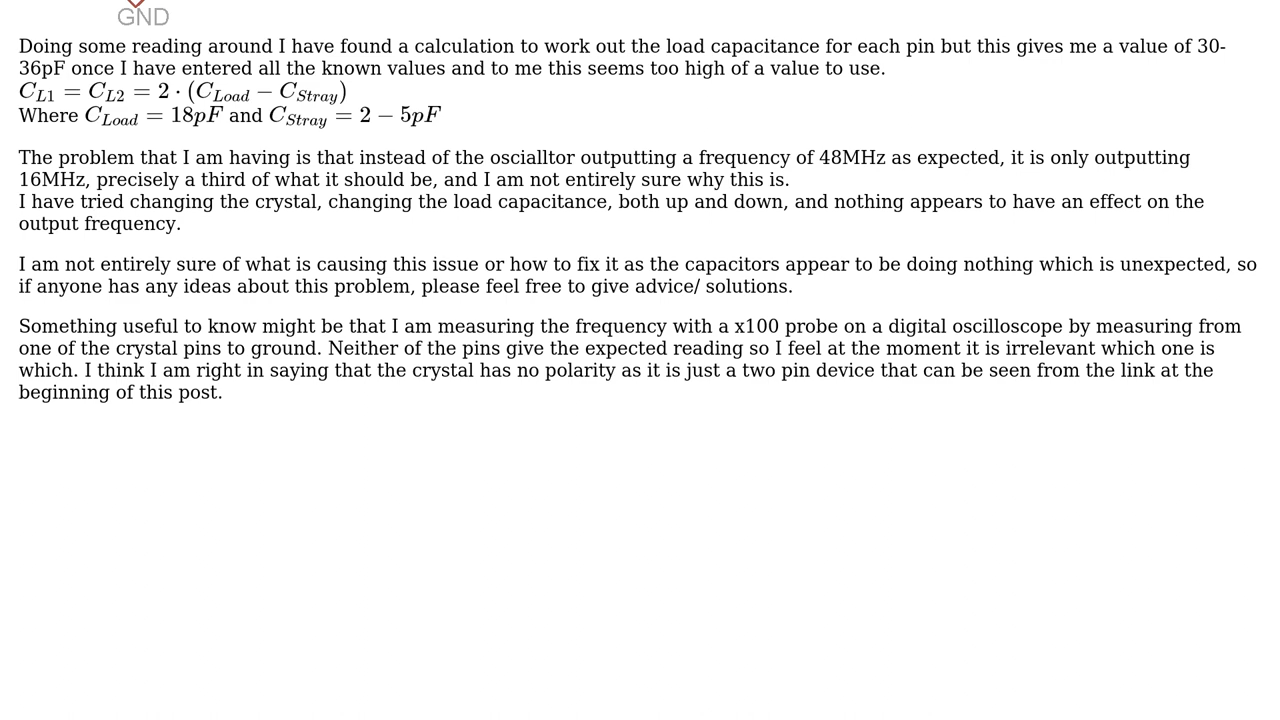 GND
Doing some reading around I have found a calculation to work out the load capacitance for each pin but this gives me a value of 30-
36pF once I have entered all the known values and to me this seems too high of a value to use.
C_{L1} = C_{L2} = 2 · (C_{Load} − C_{Stray})
Where C_{Load} = 18pF and C_{Stray} = 2 − 5pF
The problem that I am having is that instead of the oscialltor outputting a frequency of 48MHz as expected, it is only outputting
16MHz, precisely a third of what it should be, and I am not entirely sure why this is.
I have tried changing the crystal, changing the load capacitance, both up and down, and nothing appears to have an effect on the
output frequency.
I am not entirely sure of what is causing this issue or how to fix it as the capacitors appear to be doing nothing which is unexpected, so
if anyone has any ideas about this problem, please feel free to give advice/ solutions.
Something useful to know might be that I am measuring the frequency with a x100 probe on a digital oscilloscope by measuring from
one of the crystal pins to ground. Neither of the pins give the expected reading so I feel at the moment it is irrelevant which one is
which. I think I am right in saying that the crystal has no polarity as it is just a two pin device that can be seen from the link at the
beginning of this post.